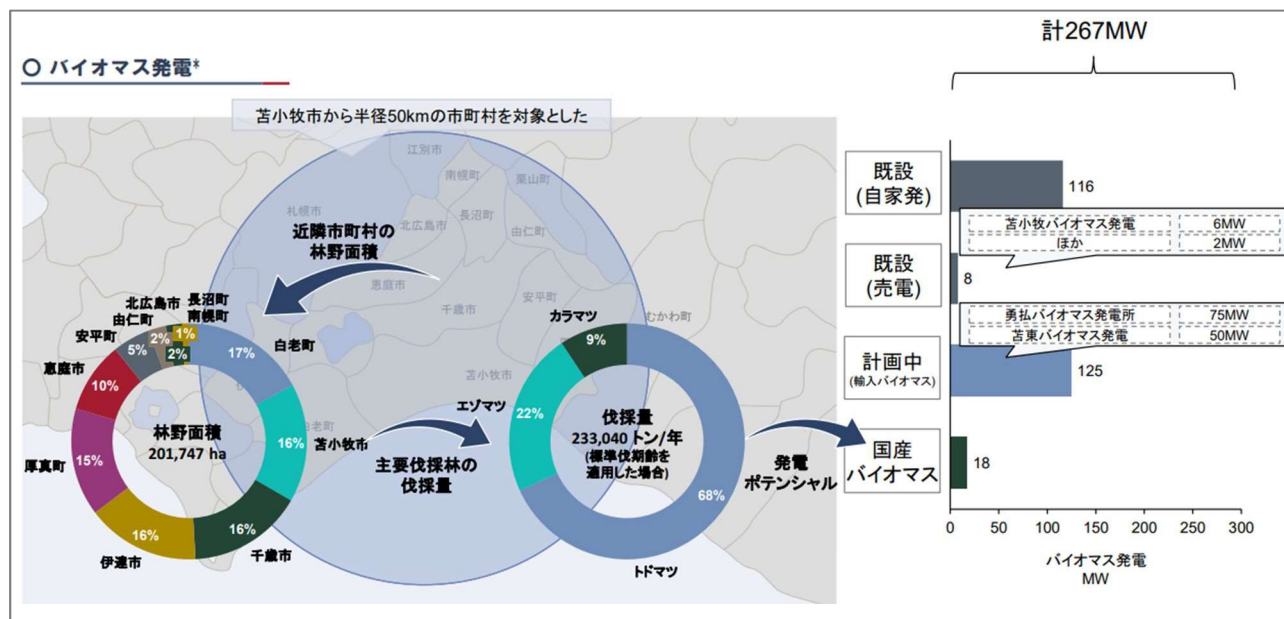 計267MW
〇 バイオマス発電*
苫小牧市から半径50kmの市町村を対象とした
江別市
南幌町
栗山町
札幌市
長沼町
北広島市
由仁町
近隣市町村の
林野面積
恵庭市
千歳市
安平町
むかわ町
苫小牧市
白老町
北広島市
長沼町
南幌町
由仁町
安平町
恵庭市
厚真町
伊達市
千歳市
苫小牧市
白老町
1%
2%
2%
5%
17%
10%
16%
15%
16%
16%
林野面積
201,747 ha
主要伐採林の
伐採量
カラマツ
9%
エゾマツ
22%
伐採量
233,040 トン/年
(標準伐期齢を
適用した場合)
68%
トドマツ
発電
ポテンシャル
既設
(自家発)
116
苫小牧バイオマス発電 6MW
ほか 2MW
既設
(売電)
8
勇払バイオマス発電所 75MW
苫東バイオマス発電 50MW
計画中
(輸入バイオマス)
125
国産
バイオマス
18
0 50 100 150 200 250 300
バイオマス発電
MW